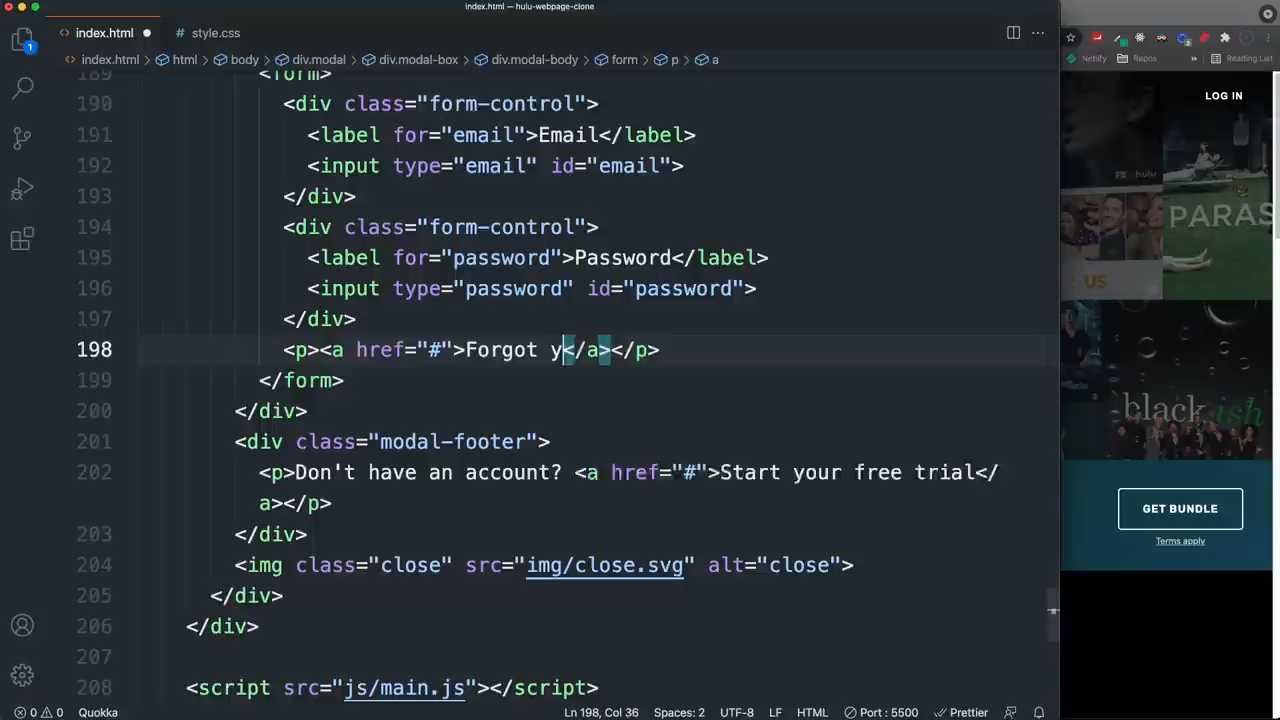 index.html — hulu-webpage-clone
index.html
style.css
index.html > html > body > div.modal > div.modal-box > div.modal-body > form > p > a
Netlify
Repos
»
Reading List
1
189 <form>
190 <div class="form-control">
191 <label for="email">Email</label>
192 <input type="email" id="email">
193 </div>
194 <div class="form-control">
195 <label for="password">Password</label>
196 <input type="password" id="password">
197 </div>
198 <p><a href="#">Forgot y</a></p>
199 </form>
200 </div>
201 <div class="modal-footer">
202 <p>Don't have an account? <a href="#">Start your free trial</
a></p>
203 </div>
204 <img class="close" src="img/close.svg" alt="close">
205 </div>
206 </div>
207
208 <script src="js/main.js"></script>
LOG IN
FX hulu
PARAS
US
black-ish
GET BUNDLE
Terms apply
0 0 Quokka
Ln 198, Col 36 Spaces: 2 UTF-8 LF HTML Port : 5500 Prettier